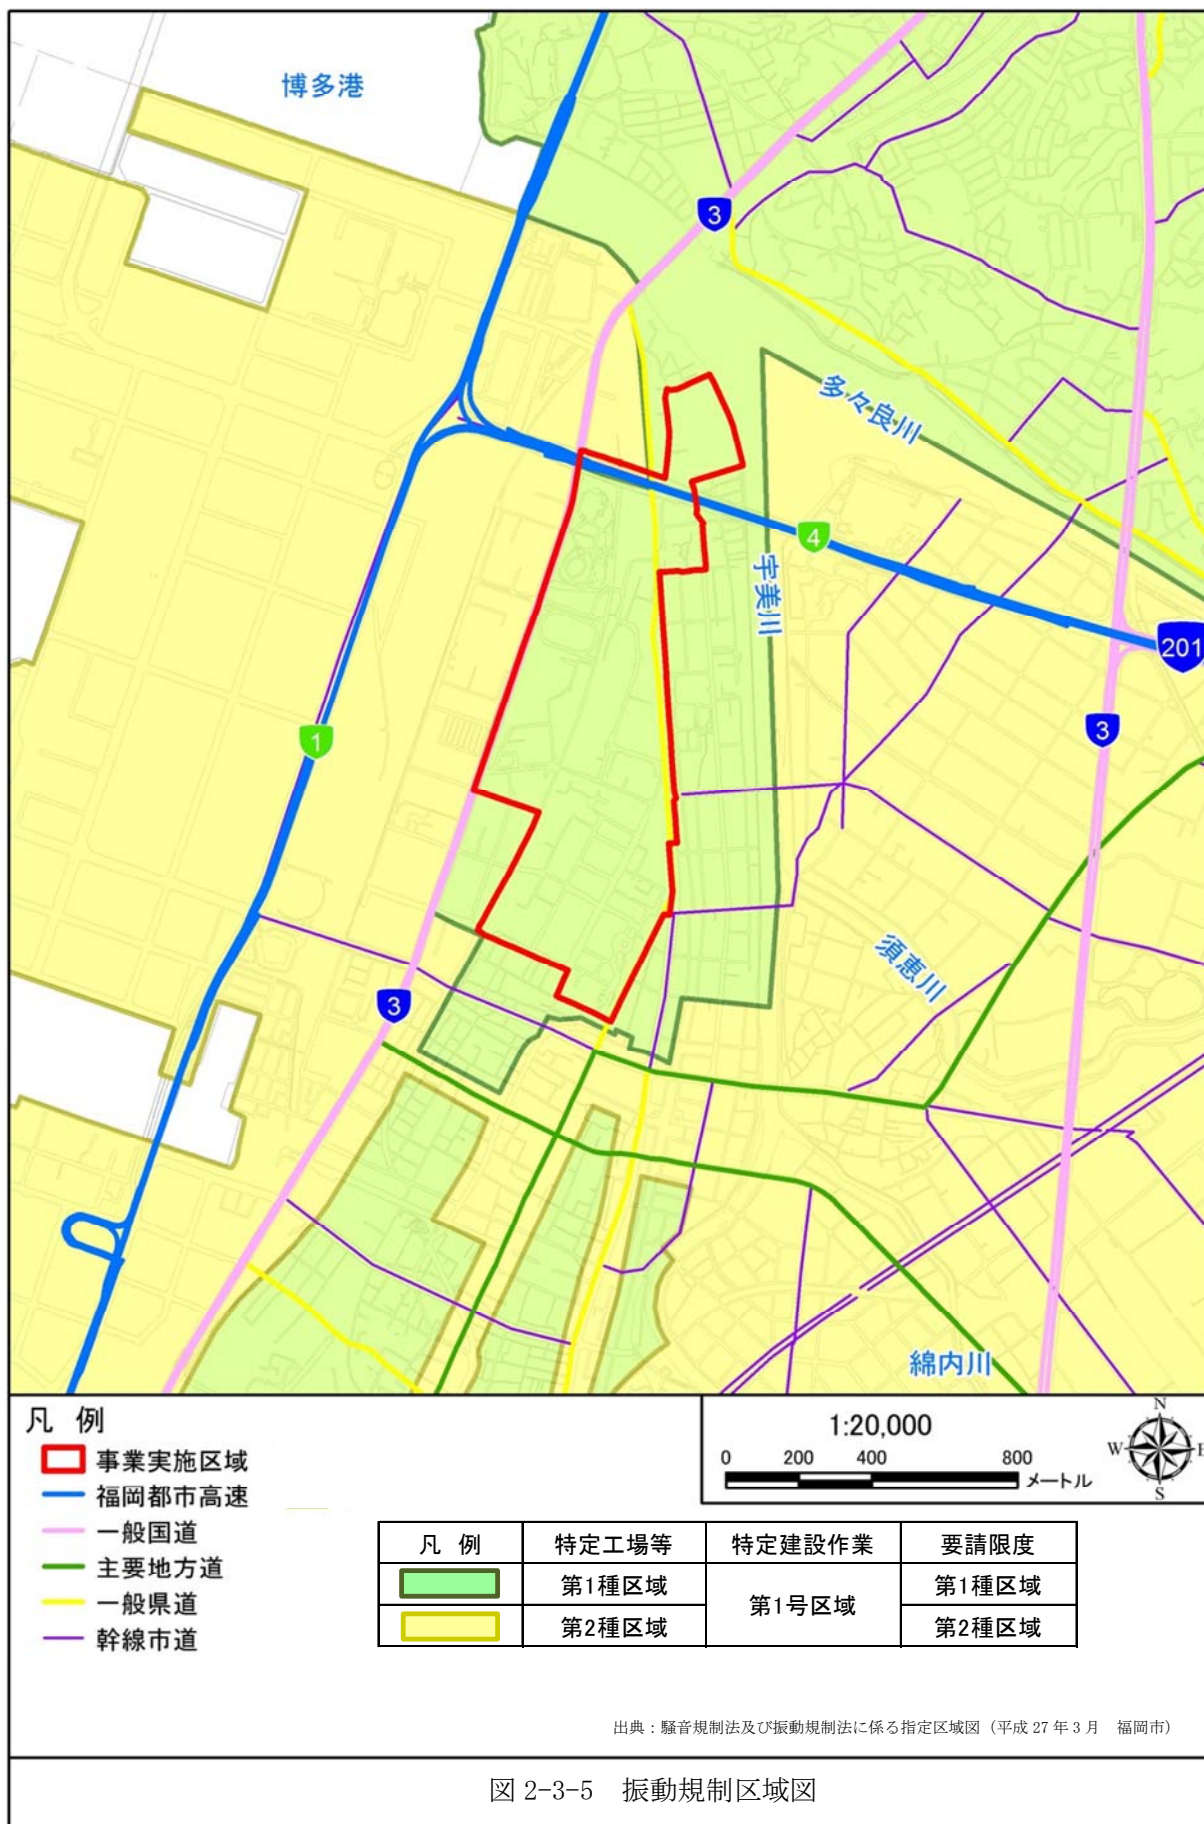 博多港
3
多々良川
4
宇美川
201
1
3
須恵川
3
綿内川
凡 例
事業実施区域
福岡都市高速
一般国道
主要地方道
一般県道
幹線市道
1:20,000
0 200 400 800
メートル
N
W E
S
凡 例 特定工場等 特定建設作業 要請限度
第1種区域 第1号区域 第1種区域
第2種区域 第2種区域
出典：騒音規制法及び振動規制法に係る指定区域図（平成 27 年 3 月 福岡市）
図 2-3-5 振動規制区域図